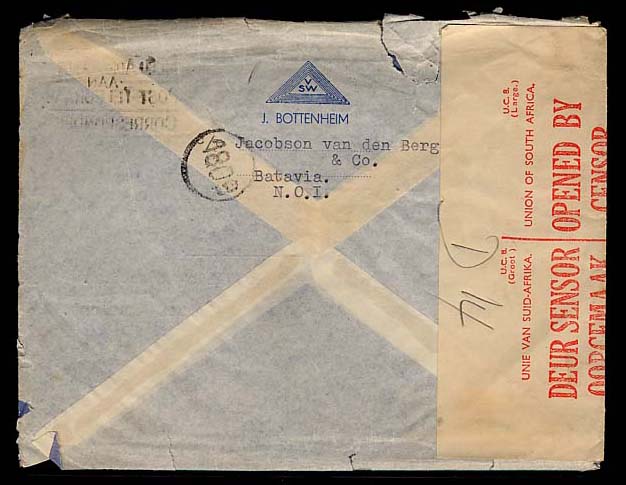 V
SW
J. BOTTENHEIM
Jacobson van den Berg
& Co.
Batavia.
N.O.I.
U.C.B.
(Groot)
U.C.B.
(Large.)
UNIE VAN SUID-AFRIKA.
UNION OF SOUTH AFRICA.
DEUR SENSOR
OPENED BY
OOPGEMAAK
CENSOR